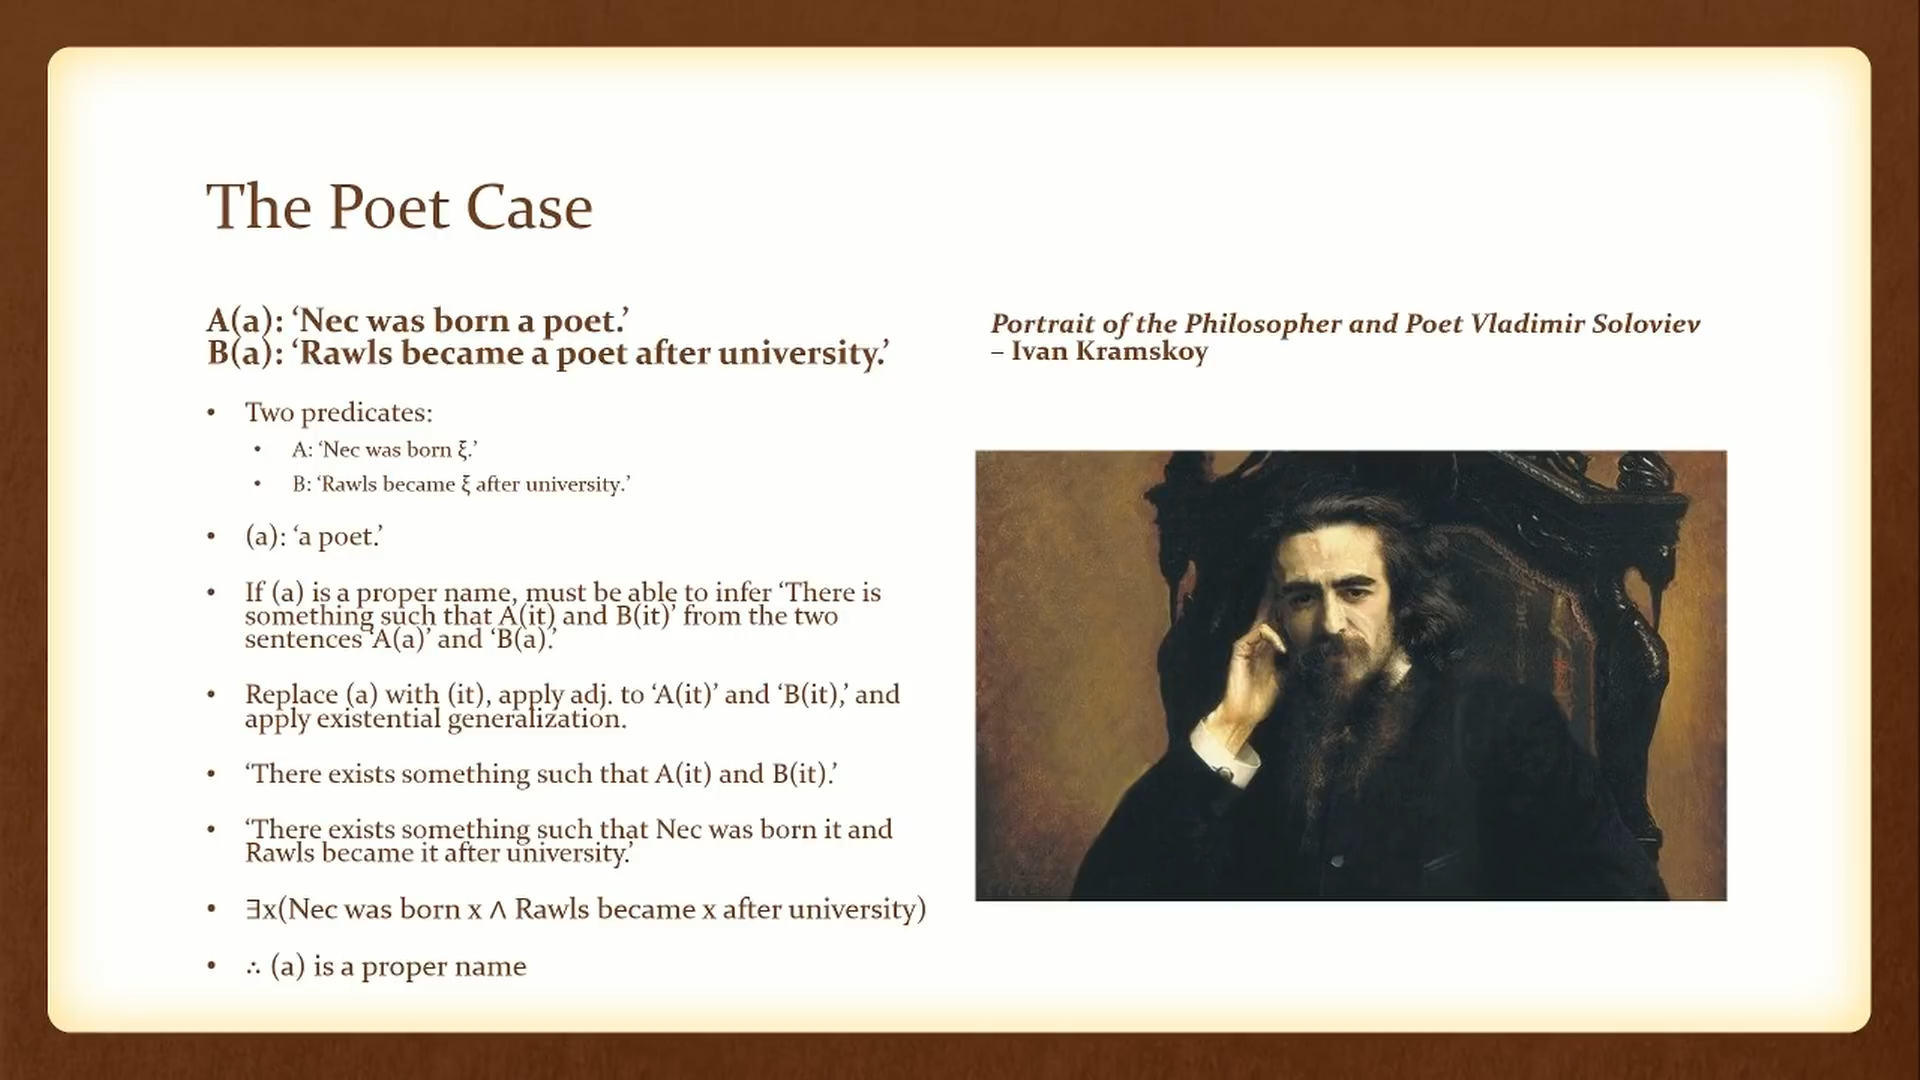 The Poet Case
A(a): ‘Nec was born a poet.’
B(a): ‘Rawls became a poet after university.’
• Two predicates:
• A: ‘Nec was born ξ.’
• B: ‘Rawls became ξ after university.’
• (a): ‘a poet.’
• If (a) is a proper name, must be able to infer ‘There is
something such that A(it) and B(it)’ from the two
sentences ‘A(a)’ and ‘B(a).’
• Replace (a) with (it), apply adj. to ‘A(it)’ and ‘B(it),’ and
apply existential generalization.
• ‘There exists something such that A(it) and B(it).’
• ‘There exists something such that Nec was born it and
Rawls became it after university.’
• ∃x(Nec was born x ∧ Rawls became x after university)
• ∴ (a) is a proper name
Portrait of the Philosopher and Poet Vladimir Soloviev
– Ivan Kramskoy